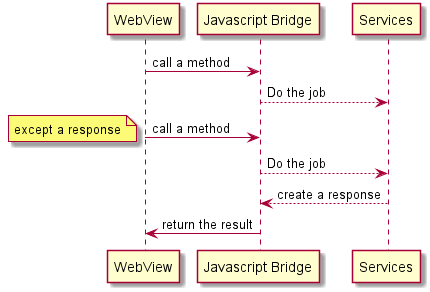 WebView
Javascript Bridge
Services
call a method
Do the job
except a response
call a method
Do the job
create a response
return the result
WebView
Javascript Bridge
Services